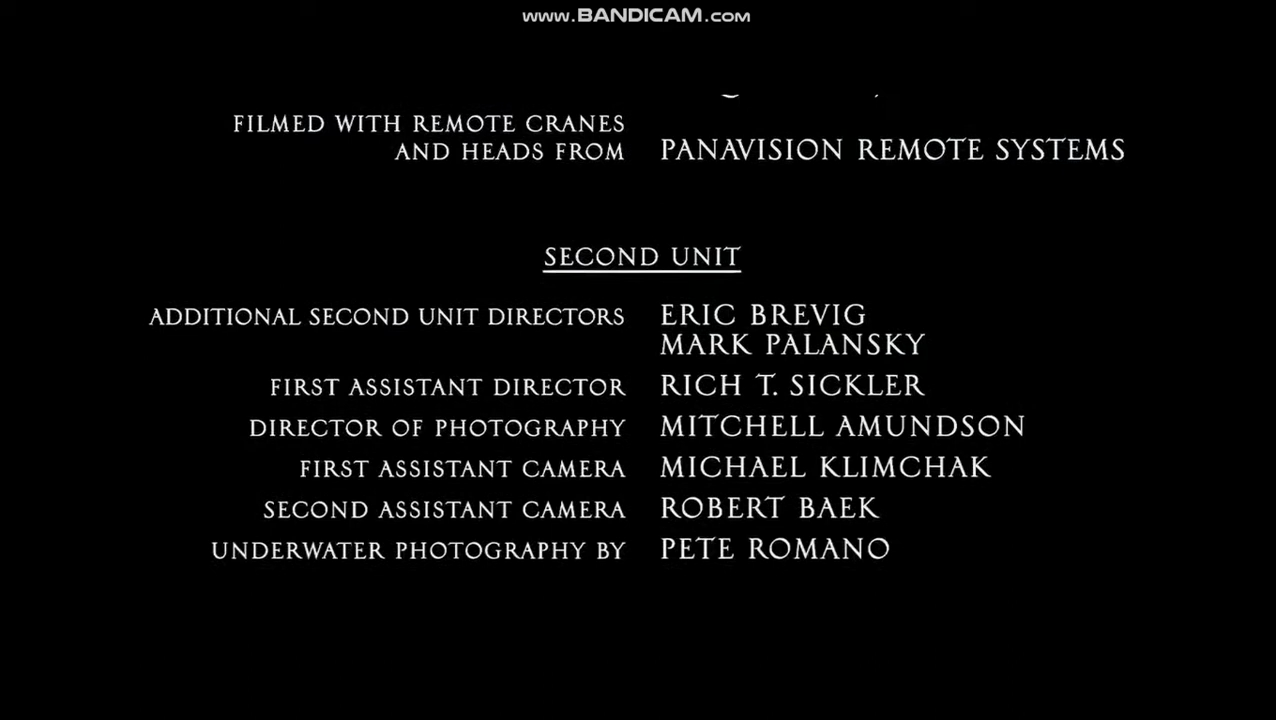 www.BANDICAM.com
FILMED WITH REMOTE CRANES
AND HEADS FROM PANAVISION REMOTE SYSTEMS
SECOND UNIT
ADDITIONAL SECOND UNIT DIRECTORS ERIC BREVIG
MARK PALANSKY
FIRST ASSISTANT DIRECTOR RICH T. SICKLER
DIRECTOR OF PHOTOGRAPHY MITCHELL AMUNDSON
FIRST ASSISTANT CAMERA MICHAEL KLIMCHAK
SECOND ASSISTANT CAMERA ROBERT BAEK
UNDERWATER PHOTOGRAPHY BY PETE ROMANO